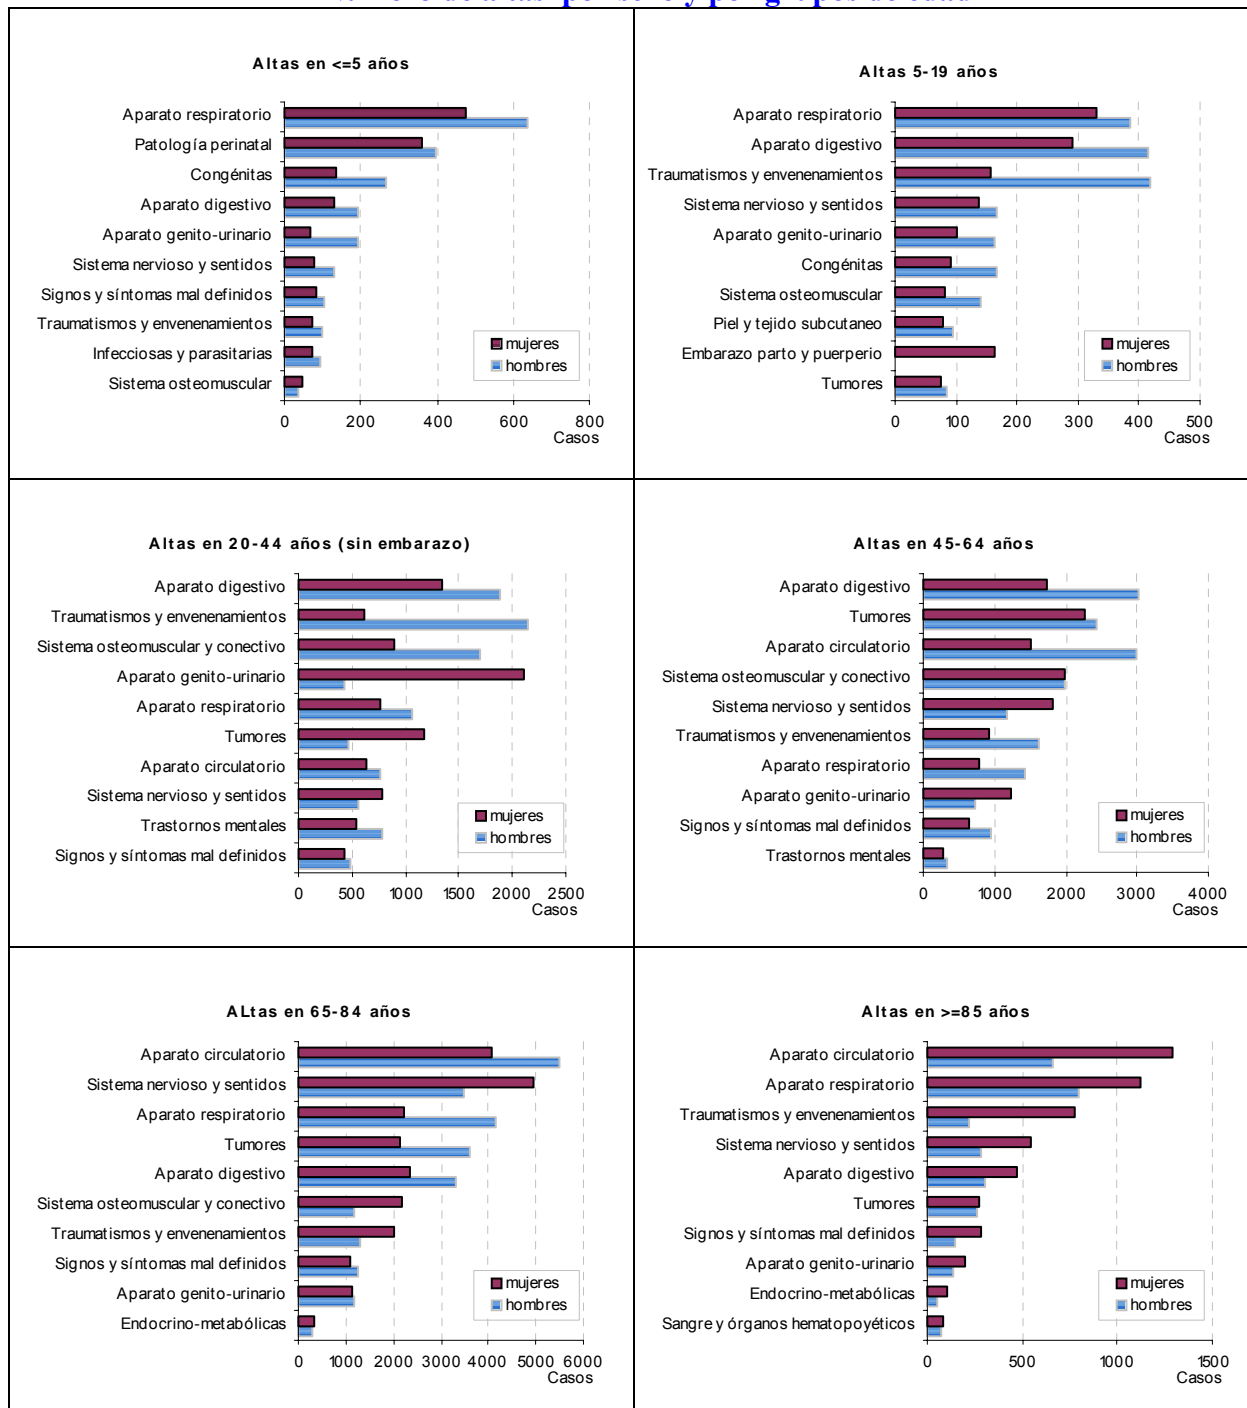 de altas por sexo y por grupos de edad
Altas en <=5 años
Aparato respiratorio
Patología perinatal
Congénitas
Aparato digestivo
Aparato genito-urinario
Sistema nervioso y sentidos
Signos y síntomas mal definidos
Traumatismos y envenenamientos
Infecciosas y parasitarias
Sistema osteomuscular
mujeres
hombres
0 200 400 600 800
Casos
Altas 5-19 años
Aparato respiratorio
Aparato digestivo
Traumatismos y envenenamientos
Sistema nervioso y sentidos
Aparato genito-urinario
Congénitas
Sistema osteomuscular
Piel y tejido subcutaneo
Embarazo parto y puerperio
Tumores
mujeres
hombres
0 100 200 300 400 500
Casos
Altas en 20-44 años (sin embarazo)
Aparato digestivo
Traumatismos y envenenamientos
Sistema osteomuscular y conectivo
Aparato genito-urinario
Aparato respiratorio
Tumores
Aparato circulatorio
Sistema nervioso y sentidos
Trastornos mentales
Signos y síntomas mal definidos
mujeres
hombres
0 500 1000 1500 2000 2500
Casos
Altas en 45-64 años
Aparato digestivo
Tumores
Aparato circulatorio
Sistema osteomuscular y conectivo
Sistema nervioso y sentidos
Traumatismos y envenenamientos
Aparato respiratorio
Aparato genito-urinario
Signos y síntomas mal definidos
Trastornos mentales
mujeres
hombres
0 1000 2000 3000 4000
Casos
ALtas en 65-84 años
Aparato circulatorio
Sistema nervioso y sentidos
Aparato respiratorio
Tumores
Aparato digestivo
Sistema osteomuscular y conectivo
Traumatismos y envenenamientos
Signos y síntomas mal definidos
Aparato genito-urinario
Endocrino-metabólicas
mujeres
hombres
0 1000 2000 3000 4000 5000 6000
Casos
Altas en >=85 años
Aparato circulatorio
Aparato respiratorio
Traumatismos y envenenamientos
Sistema nervioso y sentidos
Aparato digestivo
Tumores
Signos y síntomas mal definidos
Aparato genito-urinario
Endocrino-metabólicas
Sangre y órganos hematopoyéticos
mujeres
hombres
0 500 1000 1500
Casos